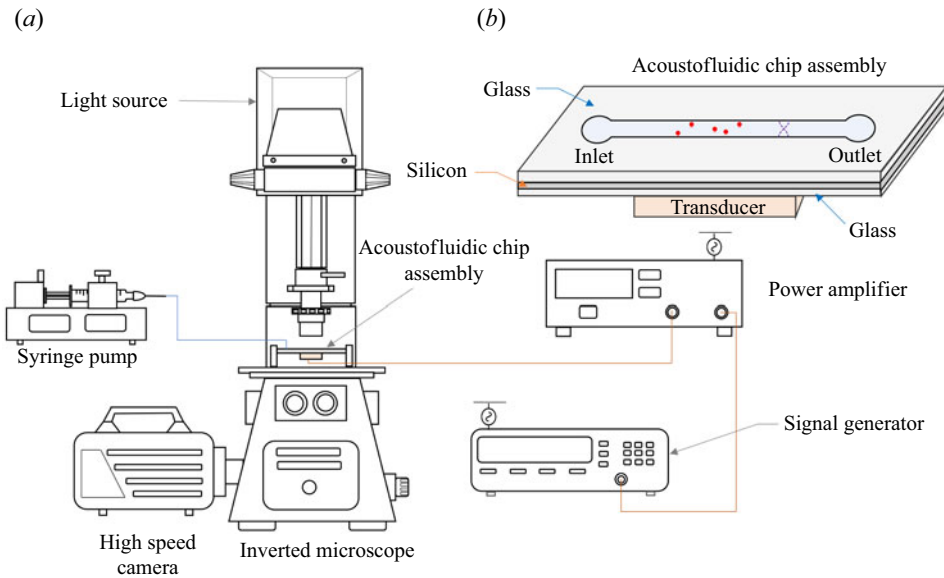 (a)
Light source
Acoustofluidic chip
assembly
Syringe pump
High speed
camera
Inverted microscope
(b)
Acoustofluidic chip assembly
Glass
Inlet
Outlet
Silicon
Transducer
Glass
Power amplifier
Signal generator